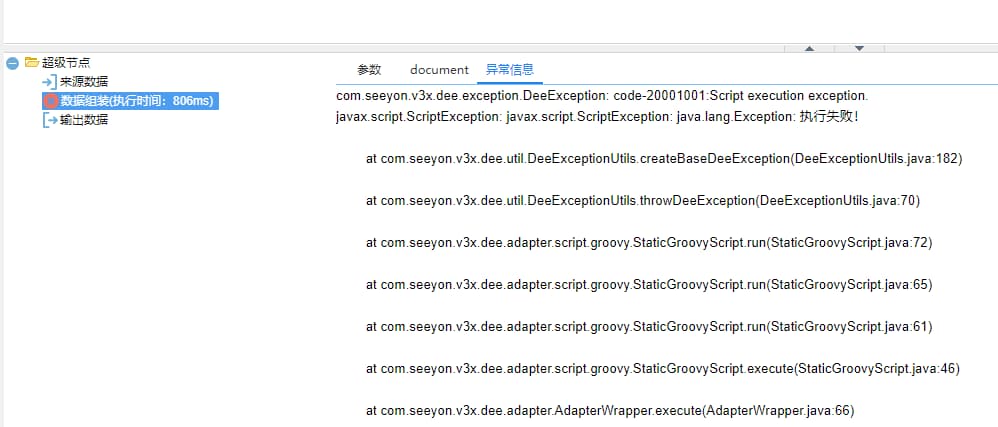 超级节点
来源数据
数据组装(执行时间：806ms)
输出数据
参数 document 异常信息
com.seeyon.v3x.dee.exception.DeeException: code-20001001:Script execution exception.
javax.script.ScriptException: javax.script.ScriptException: java.lang.Exception: 执行失败！
at com.seeyon.v3x.dee.util.DeeExceptionUtils.createBaseDeeException(DeeExceptionUtils.java:182)
at com.seeyon.v3x.dee.util.DeeExceptionUtils.throwDeeException(DeeExceptionUtils.java:70)
at com.seeyon.v3x.dee.adapter.script.groovy.StaticGroovyScript.run(StaticGroovyScript.java:72)
at com.seeyon.v3x.dee.adapter.script.groovy.StaticGroovyScript.run(StaticGroovyScript.java:65)
at com.seeyon.v3x.dee.adapter.script.groovy.StaticGroovyScript.run(StaticGroovyScript.java:61)
at com.seeyon.v3x.dee.adapter.script.groovy.StaticGroovyScript.execute(StaticGroovyScript.java:46)
at com.seeyon.v3x.dee.adapter.AdapterWrapper.execute(AdapterWrapper.java:66)